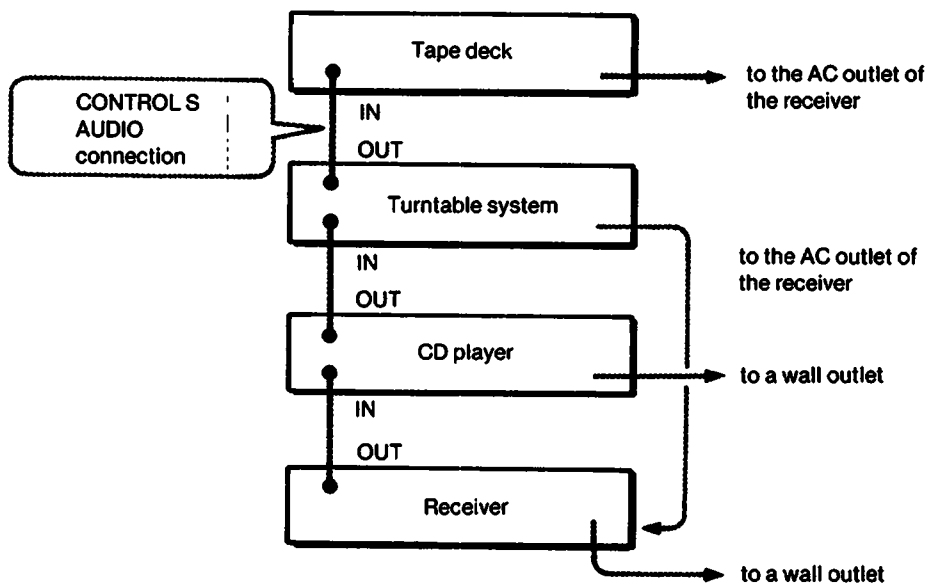 Tape deck
to the AC outlet of
the receiver
CONTROL S
AUDIO
connection
IN
OUT
Turntable system
to the AC outlet of
the receiver
IN
OUT
CD player
to a wall outlet
IN
OUT
Receiver
to a wall outlet